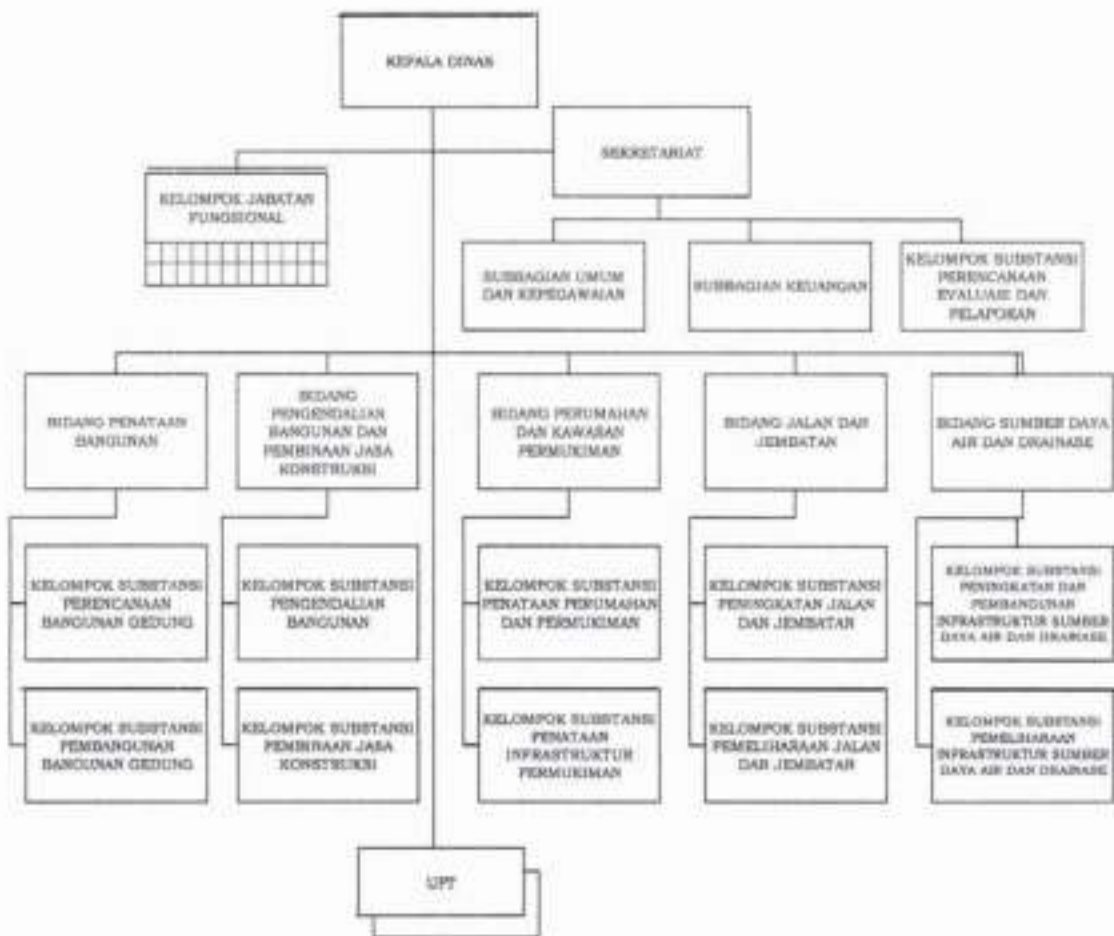 KEPALA DINAS
SEKRETARIAT
KELOMPOK JABATAN
FUNGSIONAL
SUBBAGIAN UMUM
DAN KEPEGAWAIAN
SUBBAGIAN KEUANGAN
KELOMPOK SUBSTANSI
PERENCANAAN
EVALUASI DAN
PELAPORAN
BIDANG PENATAAN
BANGUNAN
BIDANG
PENGENDALIAN
BANGUNAN DAN
PEMBINAAN JASA
KONSTRUKSI
BIDANG PERUMAHAN
DAN KAWASAN
PERMUKIMAN
BIDANG JALAN DAN
JEMBATAN
BIDANG SUMBER DAYA
AIR DAN DRAINASE
KELOMPOK SUBSTANSI
PERENCANAAN
BANGUNAN GEDUNG
KELOMPOK SUBSTANSI
PENGENDALIAN
BANGUNAN
KELOMPOK SUBSTANSI
PENATAAN PERUMAHAN
DAN PERMUKIMAN
KELOMPOK SUBSTANSI
PENINGKATAN JALAN
DAN JEMBATAN
KELOMPOK SUBSTANSI
PENINGKATAN DAN
PEMBANGUNAN
INFRASTRUKTUR SUMBER
DAYA AIR DAN DRAINASE
KELOMPOK SUBSTANSI
PEMBANGUNAN
BANGUNAN GEDUNG
KELOMPOK SUBSTANSI
PEMBINAAN JASA
KONSTRUKSI
KELOMPOK SUBSTANSI
PENATAAN
INFRASTRUKTUR
PERMUKIMAN
KELOMPOK SUBSTANSI
PEMELIHARAAN JALAN
DAB JEMBATAN
KELOMPOK SUBSTANSI
PEMELIHARAAN
INFRASTRUKTUR SUMBER
DAYA AIR DAN DRAINASE
UPT